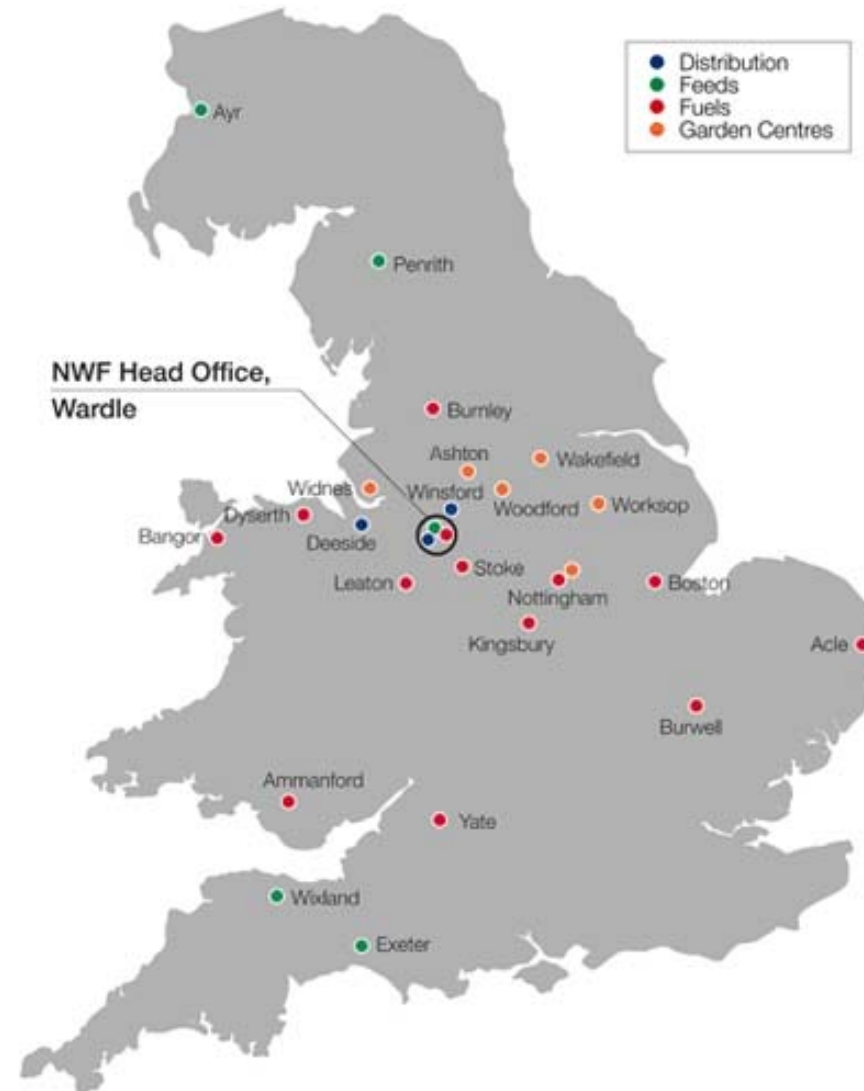 Distribution
Feeds
Fuels
Garden Centres
Ayr
Penrith
NWF Head Office,
Wardle
Burnley
Ashton
Wakefield
Widnes
Winsford
Woodford
Worksop
Dyserth
Bangor
Deeside
Leaton
Stoke
Nottingham
Boston
Kingsbury
Acle
Burwell
Ammanford
Yate
Wixland
Exeter